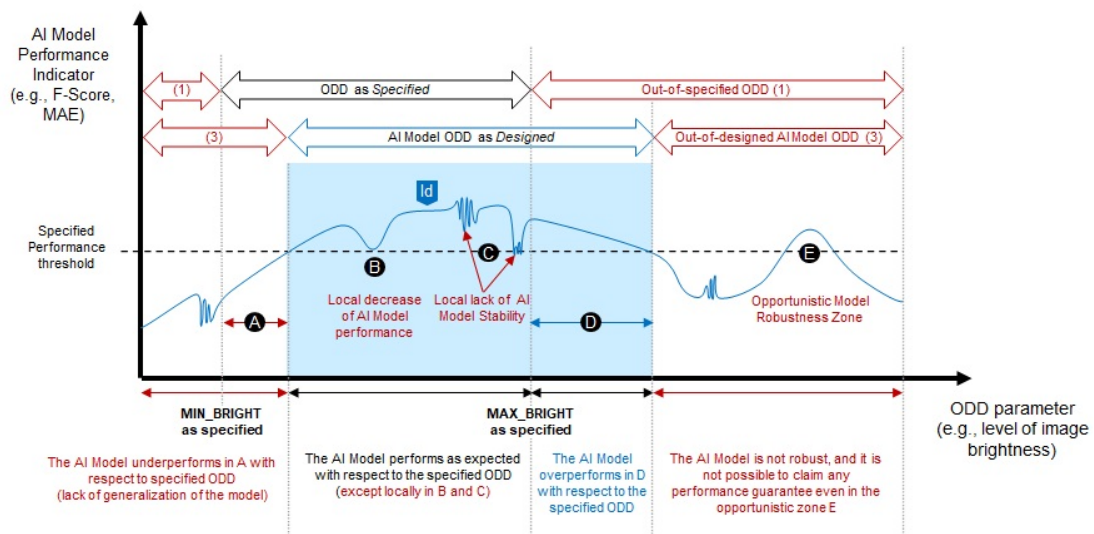 AI Model
Performance
Indicator
(e.g., F-Score,
MAE)
(1)
ODD as Specified
Out-of-specified ODD (1)
(3)
AI Model ODD as Designed
Out-of-designed AI Model ODD (3)
Id
Specified
Performance
threshold
B
C
E
Local decrease
of AI Model
performance
Local lack of AI
Model Stability
Opportunistic Model
Robustness Zone
A
D
MIN_BRIGHT
as specified
MAX_BRIGHT
as specified
ODD parameter
(e.g., level of image
brightness)
The AI Model underperforms in A with
respect to specified ODD
(lack of generalization of the model)
The AI Model performs as expected
with respect to the specified ODD
(except locally in B and C)
The AI Model
overperforms in D
with respect to the
specified ODD
The AI Model is not robust, and it is
not possible to claim any
performance guarantee even in the
opportunistic zone E